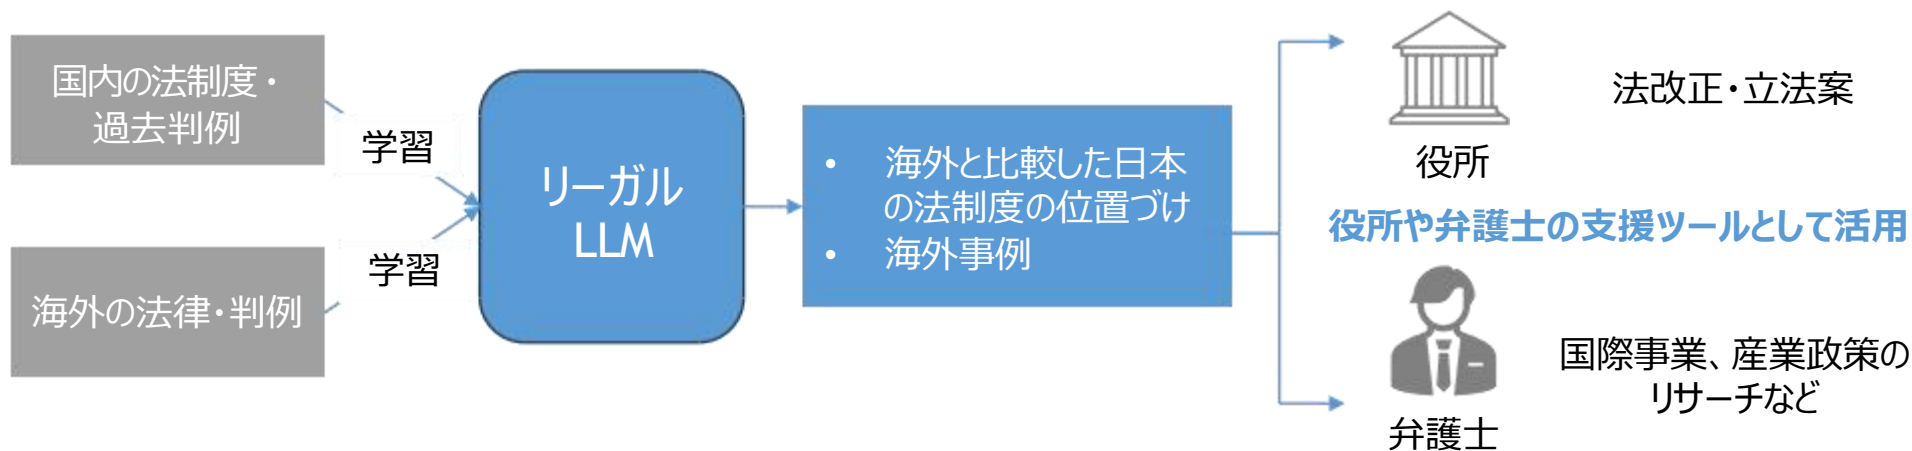 国内の法制度・
過去判例
学習
海外の法律・判例
学習
リーガル
LLM
• 海外と比較した日本
の法制度の位置づけ
• 海外事例
役所
法改正・立法案
役所や弁護士の支援ツールとして活用
弁護士
国際事業、産業政策の
リサーチなど